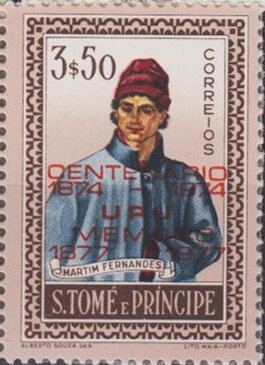 3$50
CORREIOS
CENTENARIO
1874 - 1974
U P U
MEMBRO
1877 - 1977
MARTIM FERNANDES
S. TOMÉ E PRÍNCIPE
ALBERTO SOUZA DES.
LITO MAIA-PORTO